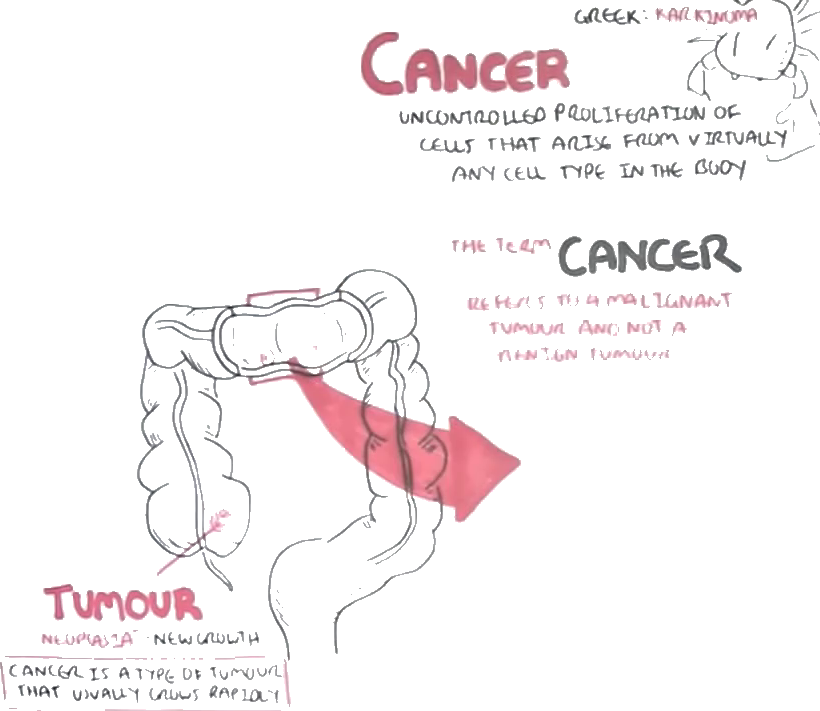 GREEK: KARKINOMA
CANCER
UNCONTROLLED PROLIFERATION OF
CELLS THAT ARISE FROM VIRTUALLY
ANY CELL TYPE IN THE BODY
THE TERM CANCER
REFERS TO A MALIGNANT
TUMOUR AND NOT A
BENIGN TUMOUR
TUMOUR
NEOPLASIA - NEW GROWTH
CANCER IS A TYPE OF TUMOUR
THAT USUALLY GROWS RAPIDLY